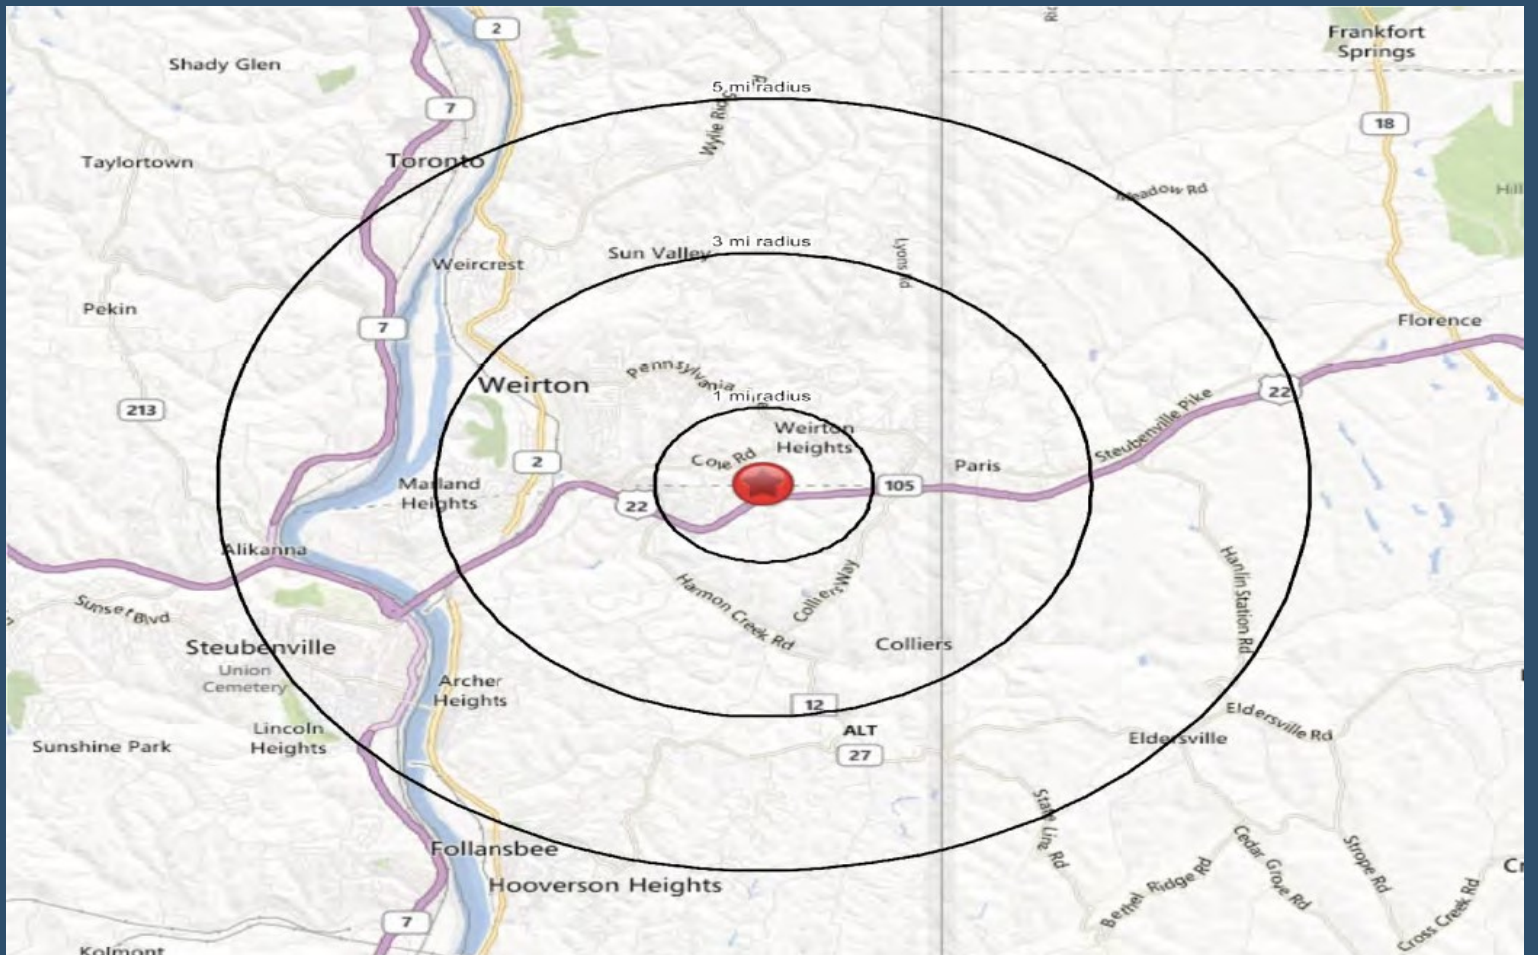 2
Ric
Frankfort
Springs
Shady Glen
5 mi radius
7
18
Wylie Ridge R
Taylortown
Toronto
Meadow Rd
Hill
3 mi radius
Sun Valley
Lyons Rd
Weircrest
Pekin
Florence
7
Pennsylvania
Weirton
1 mi radius
22
213
Steubenville Pike
Weirton
Heights
Cole Rd
2
Paris
Marland
Heights
105
22
Alikanna
Hanlin Station Rd
Sunset Blvd
Harmon Creek Rd
Colliers Way
Steubenville
Colliers
Union
Cemetery
Archer
Heights
12
Eldersville Rd
Lincoln
Heights
ALT
27
Eldersville
Sunshine Park
State Line Rd
Follansbee
Cedar Grove Rd
Strope Rd
Bethel Ridge Rd
Cr
Hooverson Heights
7
Cross Creek Rd
Kolmont